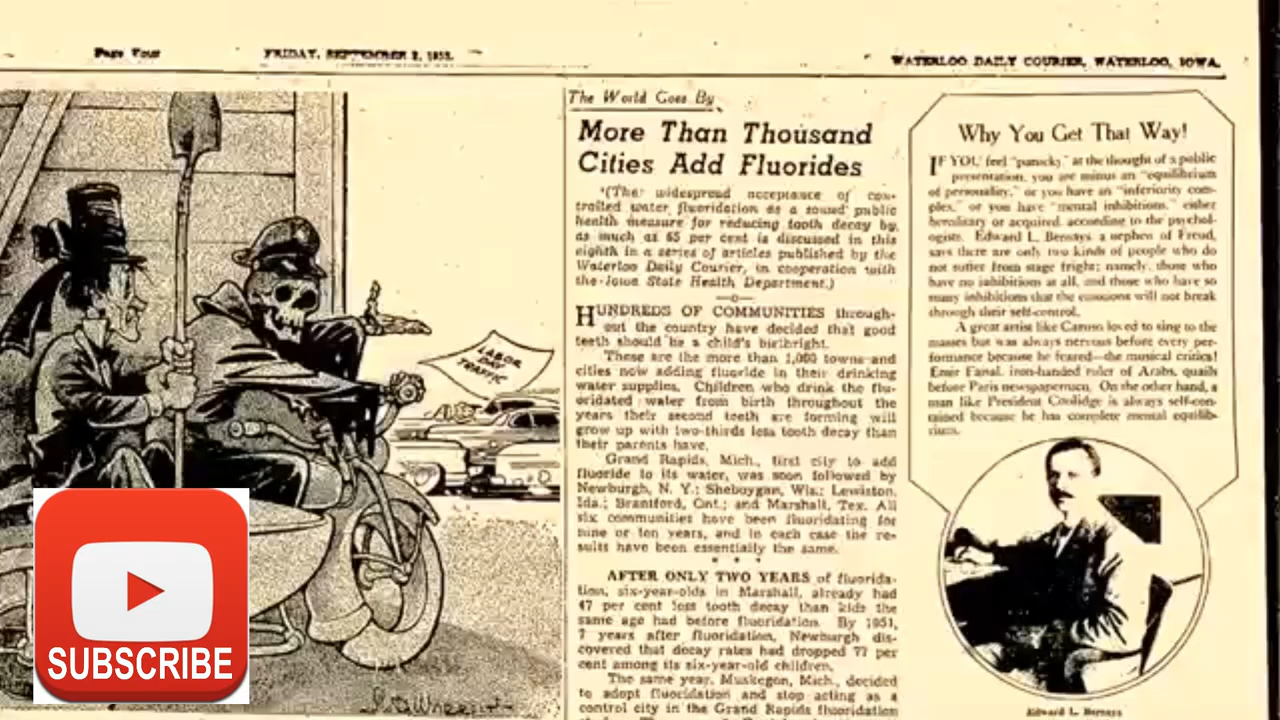 Page Four
FRIDAY, SEPTEMBER 2, 1955.
WATERLOO DAILY COURIER, WATERLOO, IOWA.
LABOR
DAY
TRAFFIC
SUBSCRIBE
The World Goes By
More Than Thousand
Cities Add Fluorides
(The widespread acceptance of con-
trolled water fluoridation as a sound public
health measure for reducing tooth decay by
as much as 65 per cent is discussed in this
eighth in a series of articles published by the
Waterloo Daily Courier, in cooperation with
the Iowa State Health Department.)
HUNDREDS OF COMMUNITIES through-
out the country have decided that good
teeth should be a child's birthright.
These are the more than 1,000 towns and
cities now adding fluoride in their drinking
water supplies. Children who drink the flu-
oridated water from birth throughout the
years their second teeth are forming will
grow up with two-thirds less tooth decay than
their parents have.
Grand Rapids, Mich., first city to add
fluoride to its water, was soon followed by
Newburgh, N. Y.; Sheboygan, Wis.; Lewiston,
Ida.; Brantford, Ont.; and Marshall, Tex. All
six communities have been fluoridating for
nine or ten years, and in each case the re-
sults have been essentially the same.
* * *
AFTER ONLY TWO YEARS of fluorida-
tion, six-year-olds in Marshall, already had
47 per cent less tooth decay than kids the
same age had before fluoridation. By 1951,
7 years after fluoridation, Newburgh dis-
covered that decay rates had dropped 77 per
cent among its six-year-old children.
The same year, Muskegon, Mich., decided
to adopt fluoridation and stop acting as a
control city in the Grand Rapids fluoridation
Why You Get That Way!
IF YOU feel "panicky" at the thought of a public
presentation, you are minus an "equilibrium
of personality," or you have an "inferiority com-
plex," or you have "mental inhibitions," either
hereditary or acquired, according to the psychol-
ogists. Edward L. Bernays a nephew of Freud,
says there are only two kinds of people who do
not suffer from stage fright; namely, those who
have no inhibitions at all, and those who have so
many inhibitions that the emotions will not break
through their self-control.
A great artist like Caruso loved to sing to the
masses but was always nervous before every per-
formance because he feared—the musical critics!
Emir Faisal, iron-handed ruler of Arabs, quails
before Paris newspapermen. On the other hand, a
man like President Coolidge is always self-con-
tained because he has complete mental equilib-
rium.
Edward L. Bernays